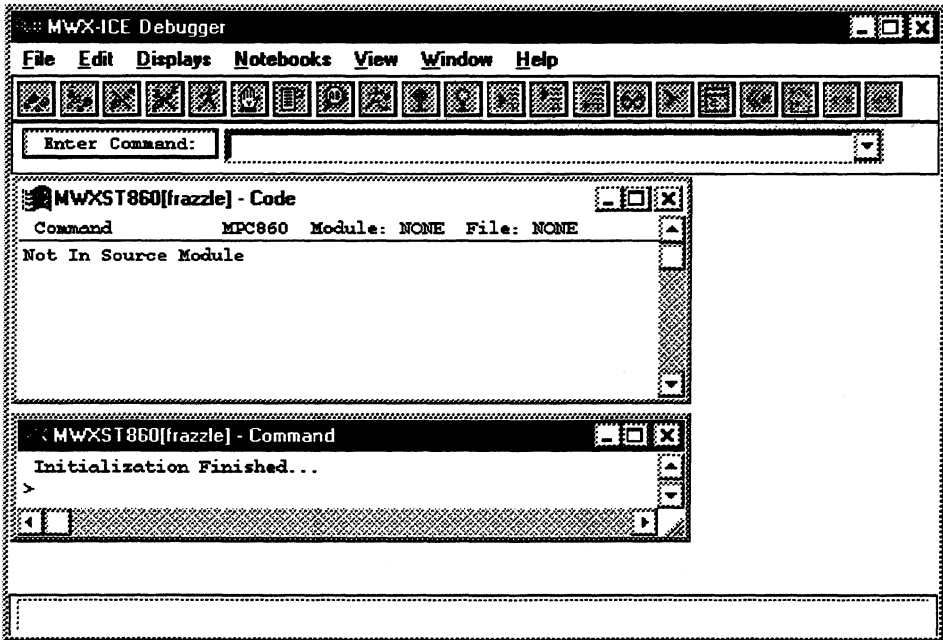 MWX-ICE Debugger
File Edit Displays Notebooks View Window Help
Enter Command:
MWXST860[frazzle] - Code
Command MPC860 Module: NONE File: NONE
Not In Source Module
MWXST860[frazzle] - Command
Initialization Finished...
>